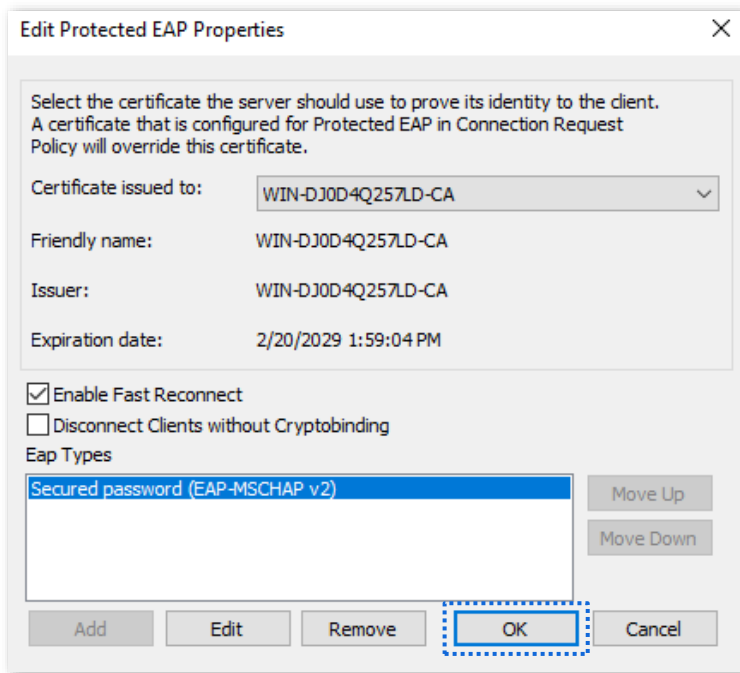 Edit Protected EAP Properties
Select the certificate the server should use to prove its identity to the client.
A certificate that is configured for Protected EAP in Connection Request
Policy will override this certificate.
Certificate issued to: WIN-DJ0D4Q257LD-CA
Friendly name: WIN-DJ0D4Q257LD-CA
Issuer: WIN-DJ0D4Q257LD-CA
Expiration date: 2/20/2029 1:59:04 PM
Enable Fast Reconnect
Disconnect Clients without Cryptobinding
Eap Types
Secured password (EAP-MSCHAP v2)
Move Up
Move Down
Add Edit Remove OK Cancel